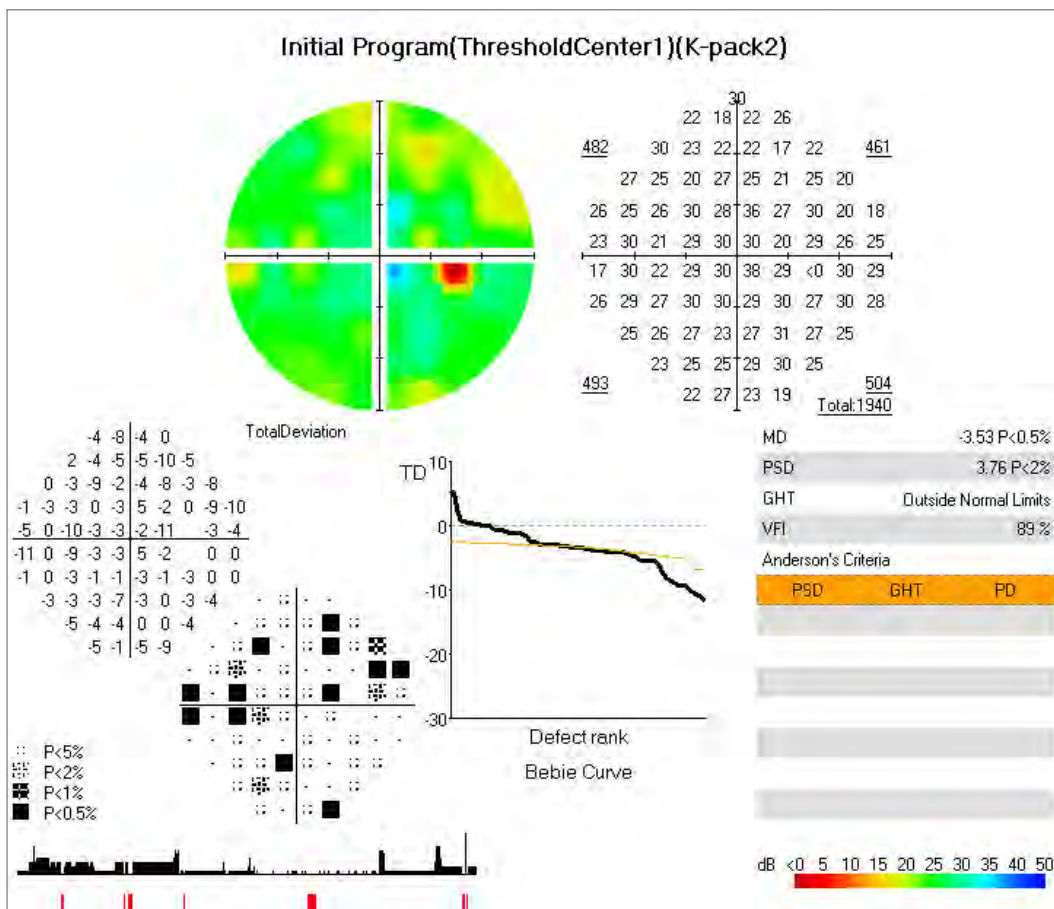 Initial Program(ThresholdCenter1)(K-pack2)
30
22 18 22 26
482 30 23 22 22 17 22 461
27 25 20 27 25 21 25 20
26 25 26 30 28 36 27 30 20 18
23 30 21 29 30 30 20 29 26 25
17 30 22 29 30 38 29 <0 30 29
26 29 27 30 30 29 30 27 30 28
25 26 27 23 27 31 27 25
23 25 25 29 30 25
493 22 27 23 19 504
Total:1940
TotalDeviation
-4 -8 -4 0
2 -4 -5 -5 -10 -5
0 -3 -9 -2 -4 -8 -3 -8
-1 -3 -3 0 -3 5 -2 0 -9 -10
-5 0 -10 -3 -3 -2 -11 -3 -4
-11 0 -9 -3 -3 5 -2 0 0
-1 0 -3 -1 -1 -3 -1 -3 0 0
-3 -3 -3 -7 -3 0 -3 -4
-5 -4 -4 0 0 -4
-5 -1 -5 -9
P<5%
P<2%
P<1%
P<0.5%
TD
10
0
-10
-20
-30
Defect rank
Bebie Curve
MD -3.53 P<0.5%
PSD 3.76 P<2%
GHT Outside Normal Limits
VFI 89 %
Anderson's Criteria
PSD GHT PD
dB <0 5 10 15 20 25 30 35 40 45 50